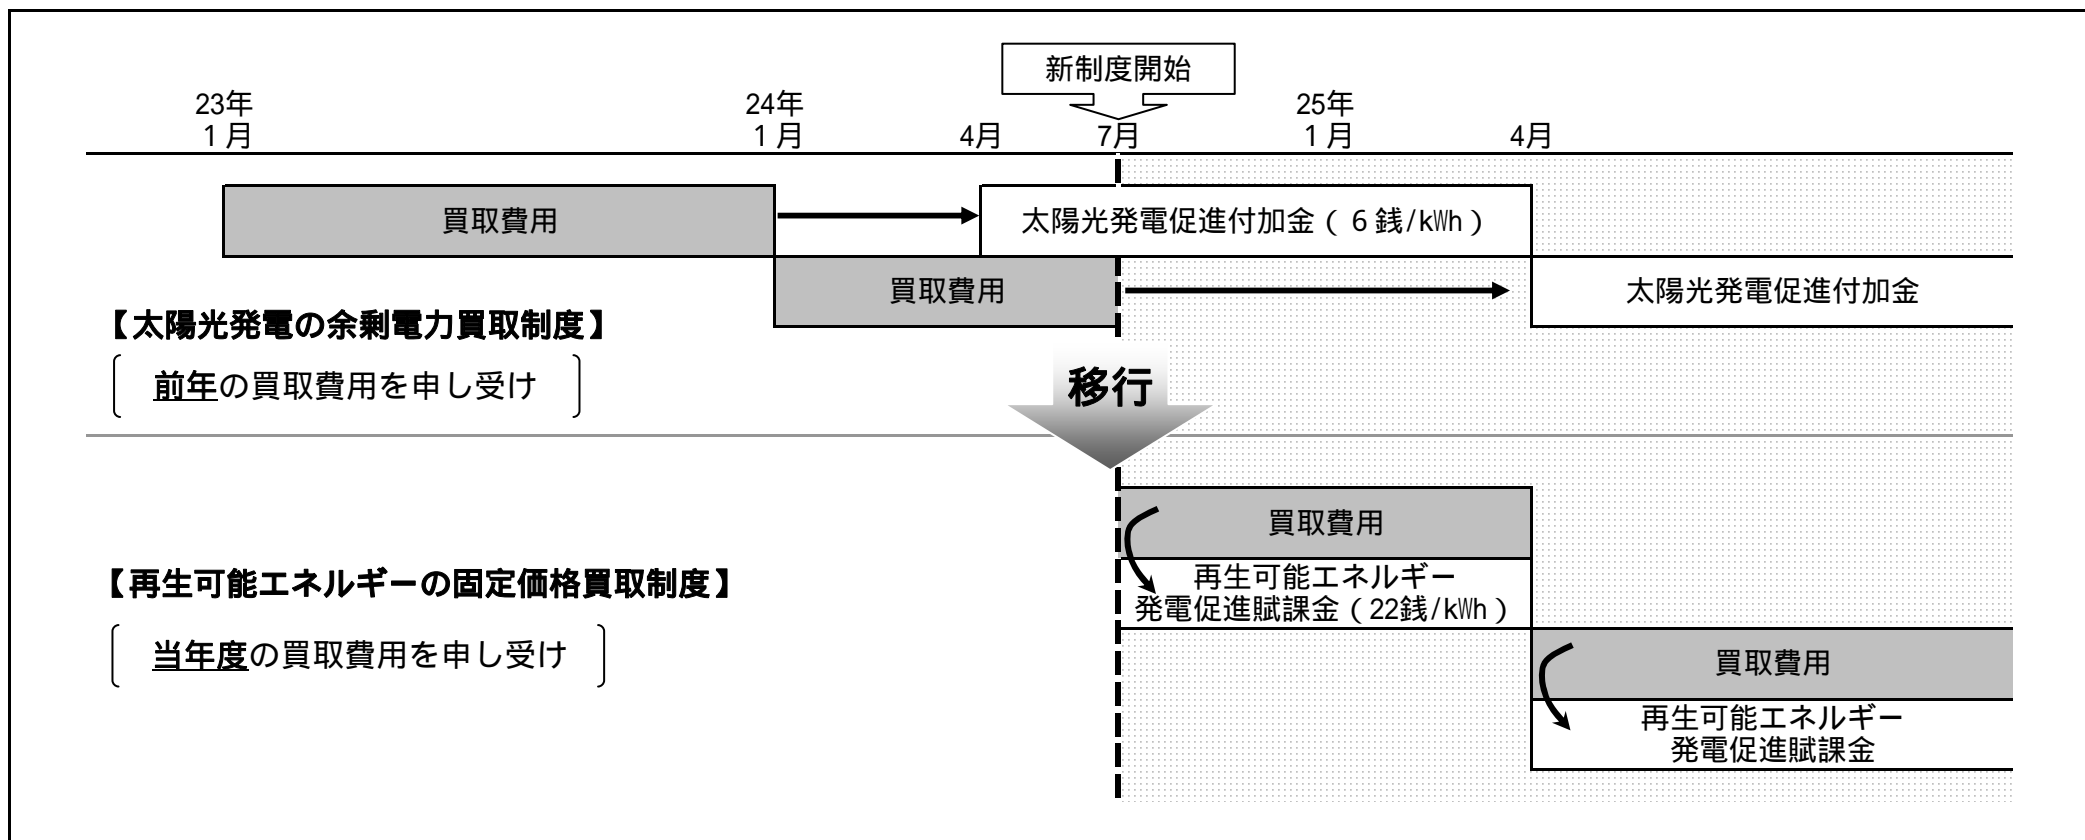 新制度開始
23年
1月
24年
1月
4月
7月
25年
1月
4月
買取費用
太陽光発電促進付加金(6銭/kWh)
買取費用
太陽光発電促進付加金
【太陽光発電の余剰電力買取制度】
前年の買取費用を申し受け
移行
買取費用
再生可能エネルギー
発電促進賦課金(22銭/kWh)
【再生可能エネルギーの固定価格買取制度】
当年度の買取費用を申し受け
買取費用
再生可能エネルギー
発電促進賦課金